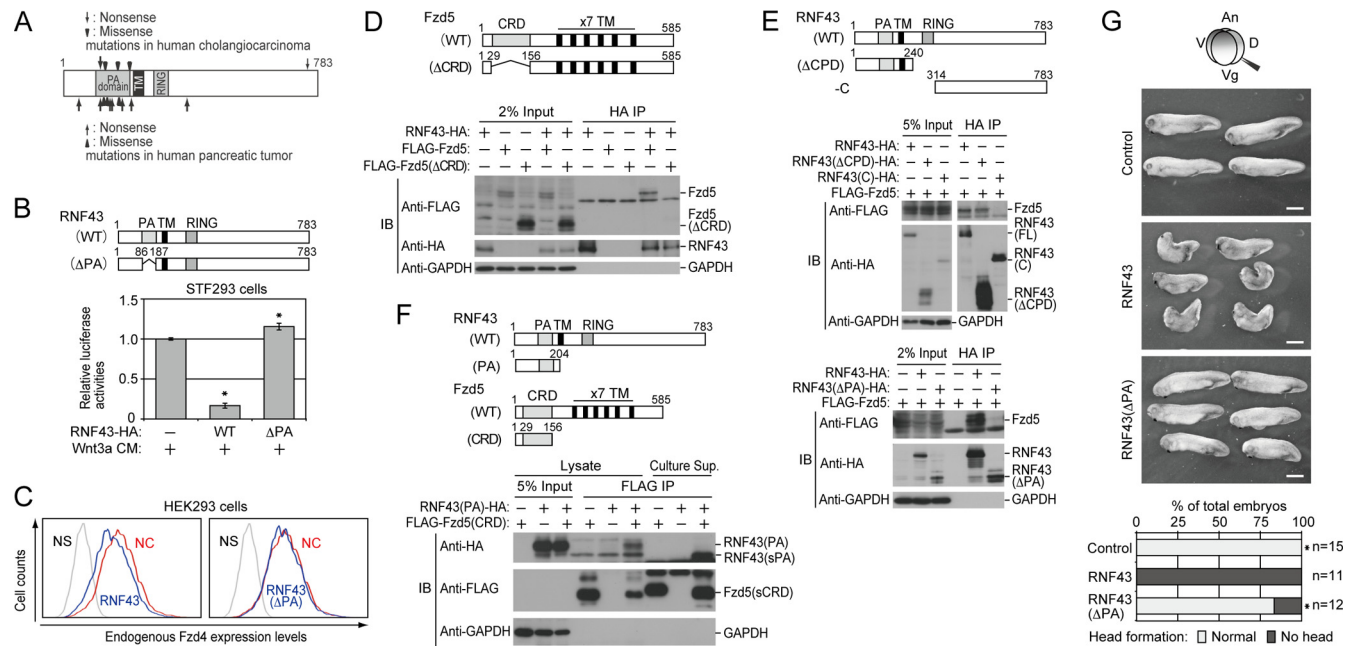 A
↓ : Nonsense
▼ : Missense
mutations in human cholangiocarcinoma
1 783
PA domain TM RING
↑ : Nonsense
▲ : Missense
mutations in human pancreatic tumor
B
RNF43 1 PA TM RING 783
(WT)
86 187
1 783
(ΔPA)
STF293 cells
Relative luciferase activities
1.5
1.0
0.5
0
* *
RNF43-HA: – WT ΔPA
Wnt3a CM: + + +
C
HEK293 cells
Cell counts
NS NC RNF43
NS NC RNF43 (ΔPA)
Endogenous Fzd4 expression levels
D
Fzd5 CRD x7 TM
1 585
(WT)
1 29 156 585
(ΔCRD)
2% Input HA IP
RNF43-HA: + – – + + + – – + +
FLAG-Fzd5: – + – + – – + – + –
FLAG-Fzd5(ΔCRD): – – + – + – – + – +
IB
Anti-FLAG
Fzd5
Fzd5 (ΔCRD)
Anti-HA RNF43
Anti-GAPDH GAPDH
E
RNF43 PA TM RING
1 783
(WT)
1 240
(ΔCPD)
314 783
-C
5% Input HA IP
RNF43-HA: + – – + – –
RNF43(ΔCPD)-HA: – + – – + –
RNF43(C)-HA: – – + – – +
FLAG-Fzd5: + + + + + +
IB
Anti-FLAG Fzd5
Anti-HA
RNF43 (FL)
RNF43 (C)
RNF43 (ΔCPD)
Anti-GAPDH GAPDH
2% Input HA IP
RNF43-HA: – + – – + –
RNF43(ΔPA)-HA: – – + – – +
FLAG-Fzd5: + + + + + +
IB
Anti-FLAG Fzd5
Anti-HA RNF43
RNF43 (ΔPA)
Anti-GAPDH GAPDH
F
RNF43
1 PA TM RING 783
(WT)
1 204
(PA)
Fzd5
1 CRD x7 TM 585
(WT)
1 29 156
(CRD)
Lysate Culture Sup.
5% Input FLAG IP
RNF43(PA)-HA: – + + – + + – + +
FLAG-Fzd5(CRD): + – + + – + + – +
IB
Anti-HA RNF43(PA)
RNF43(sPA)
Anti-FLAG Fzd5(sCRD)
Anti-GAPDH GAPDH
G
An
V D
Vg
Control
RNF43
RNF43(ΔPA)
% of total embryos
0 25 50 75 100
Control * n=15
RNF43 n=11
RNF43 (ΔPA) * n=12
Head formation: Normal No head